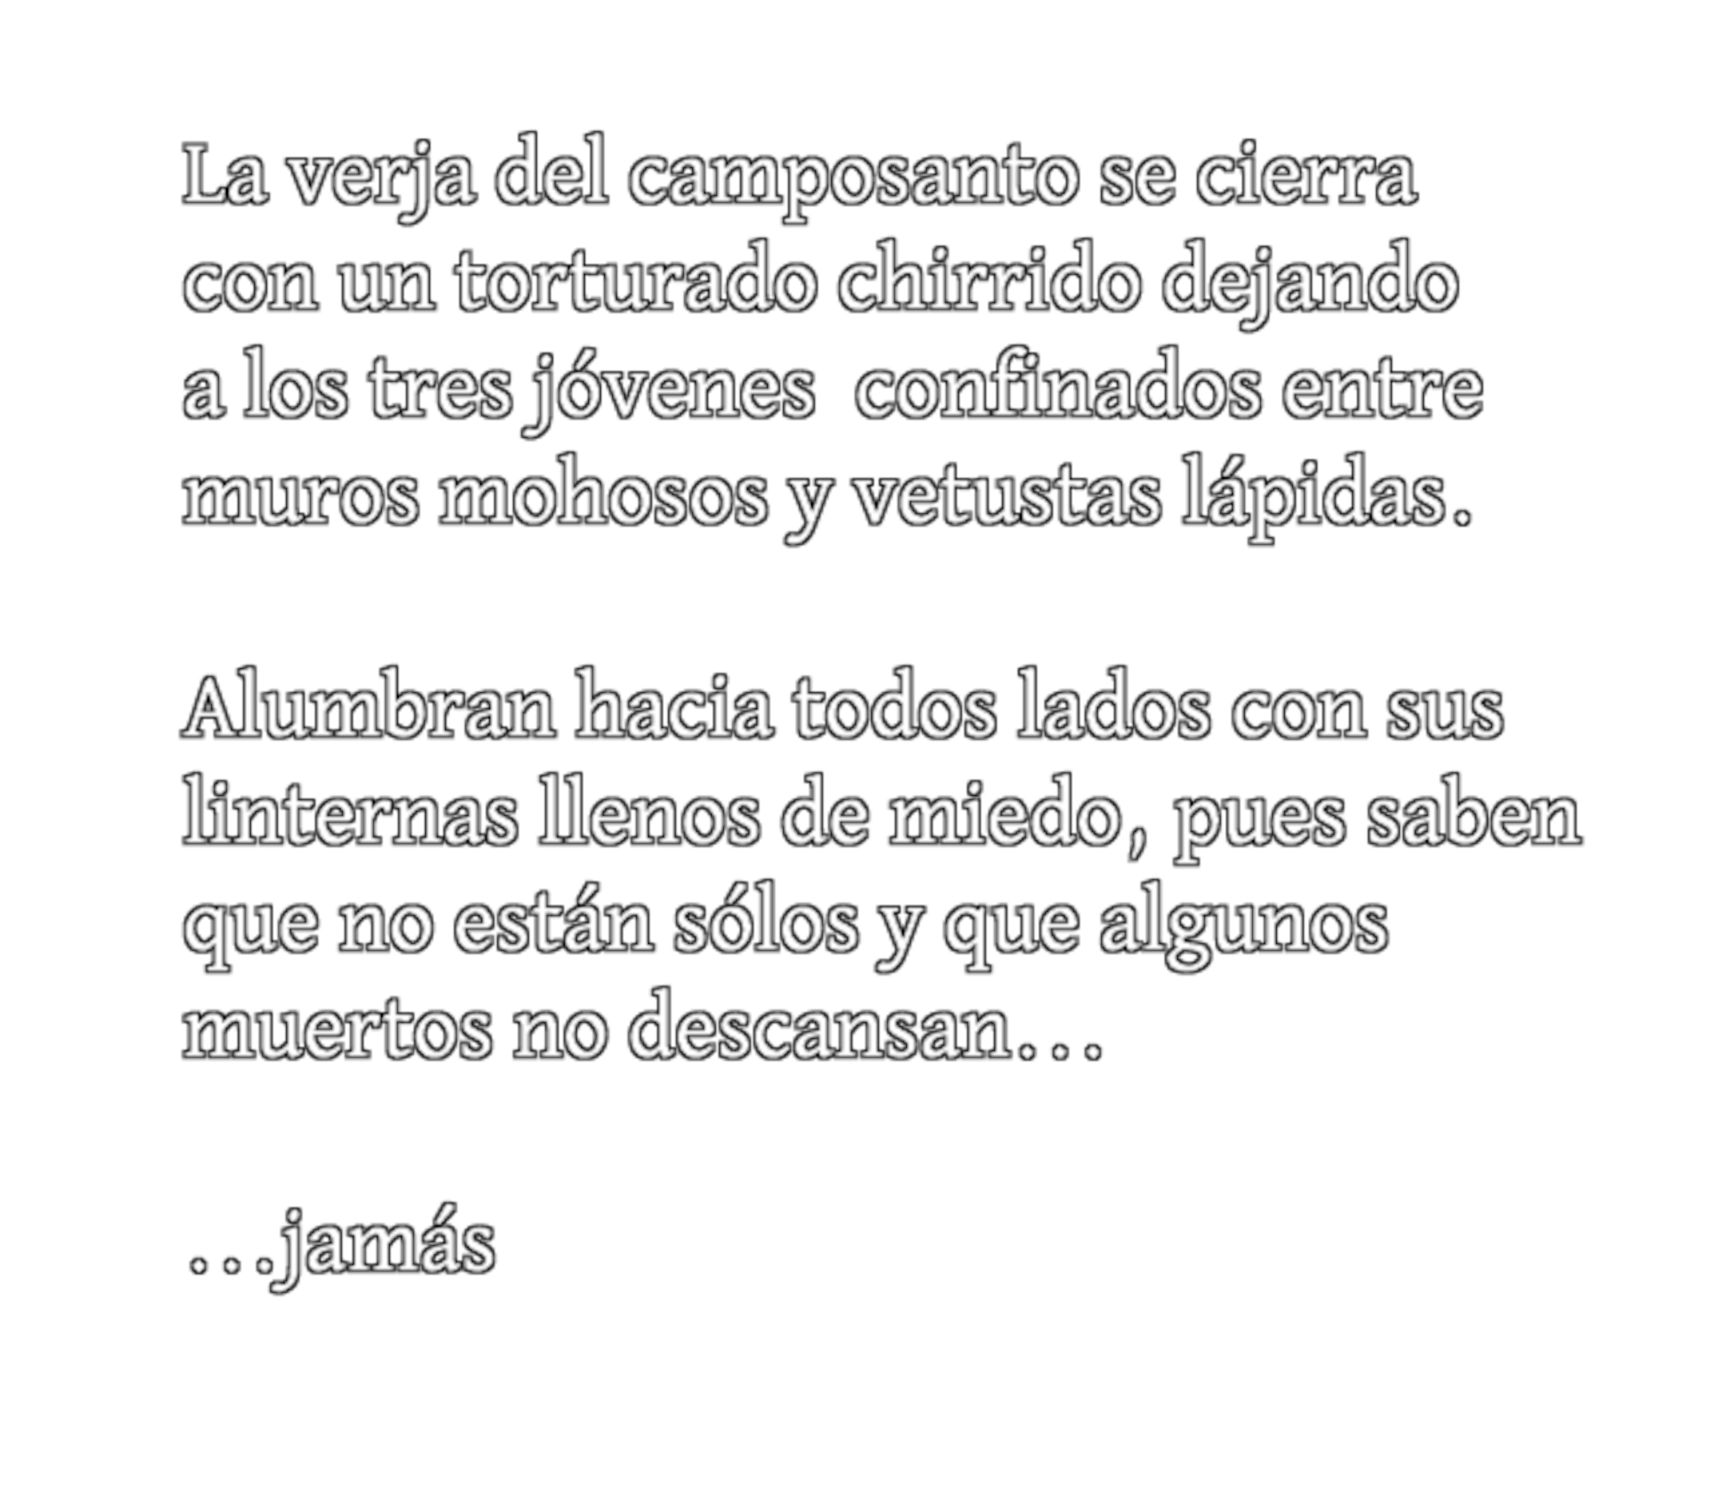 La verja del camposanto se cierra
con un torturado chirrido dejando
a los tres jóvenes  confinados entre
muros mohosos y vetustas lápidas.
Alumbran hacia todos lados con sus
linternas llenos de miedo, pues saben
que no están sólos y que algunos
muertos no descansan...
...jamás